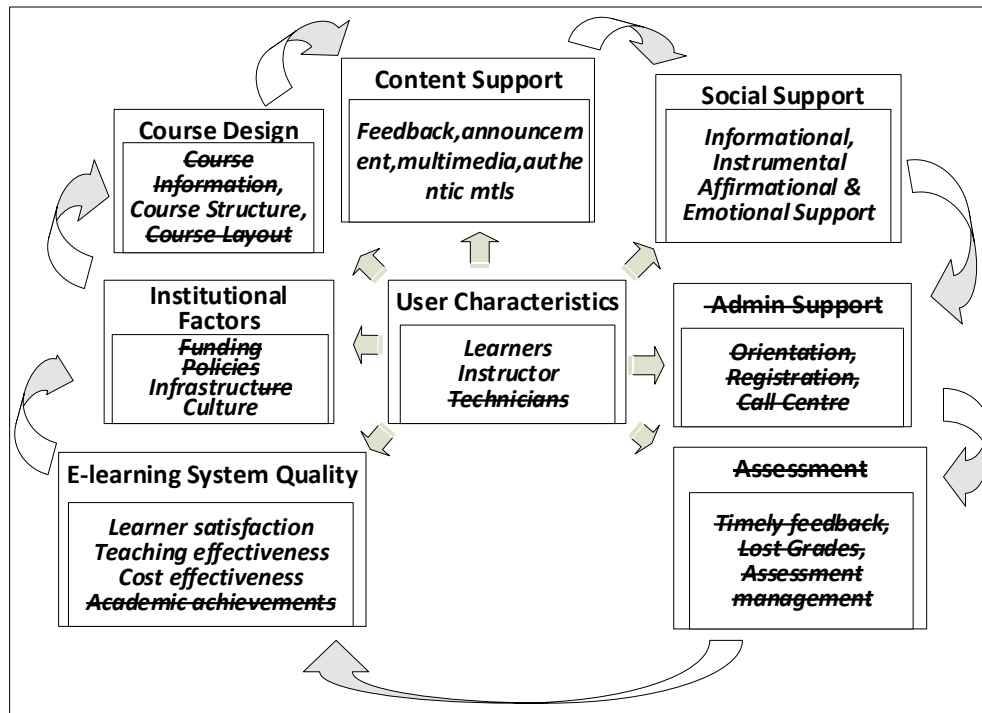 Content Support
Feedback,announcem
ent,multimedia,authe
ntic mtls
Social Support
Informational,
Instrumental
Affirmational &
Emotional Support
Course Design
Course
Information,
Course Structure,
Course Layout
Institutional
Factors
Funding
Policies
Infrastructure
Culture
User Characteristics
Learners
Instructor
Technicians
Admin Support
Orientation,
Registration,
Call Centre
E-learning System Quality
Learner satisfaction
Teaching effectiveness
Cost effectiveness
Academic achievements
Assessment
Timely feedback,
Lost Grades,
Assessment
management